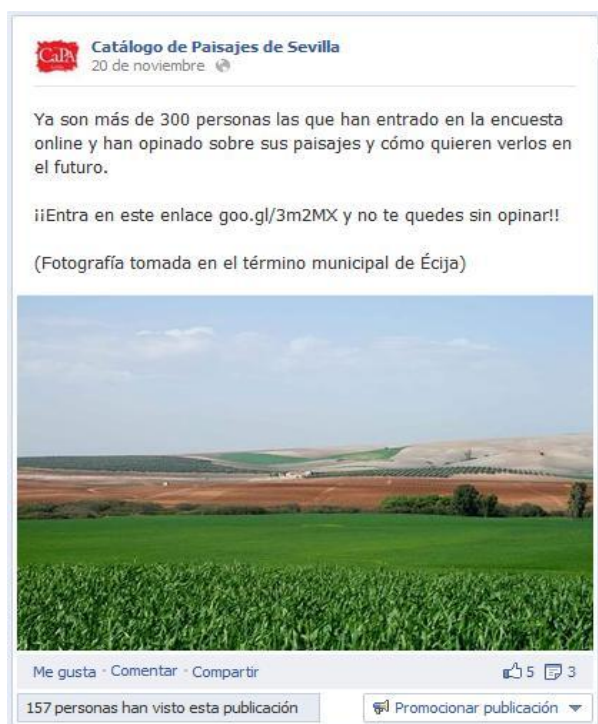 CaPA
Catálogo de Paisajes de Sevilla
20 de noviembre
Ya son más de 300 personas las que han entrado en la encuesta
online y han opinado sobre sus paisajes y cómo quieren verlos en
el futuro.
¡¡Entra en este enlace goo.gl/3m2MX y no te quedes sin opinar!!
(Fotografía tomada en el término municipal de Écija)
Me gusta · Comentar · Compartir 5 3
157 personas han visto esta publicación Promocionar publicación